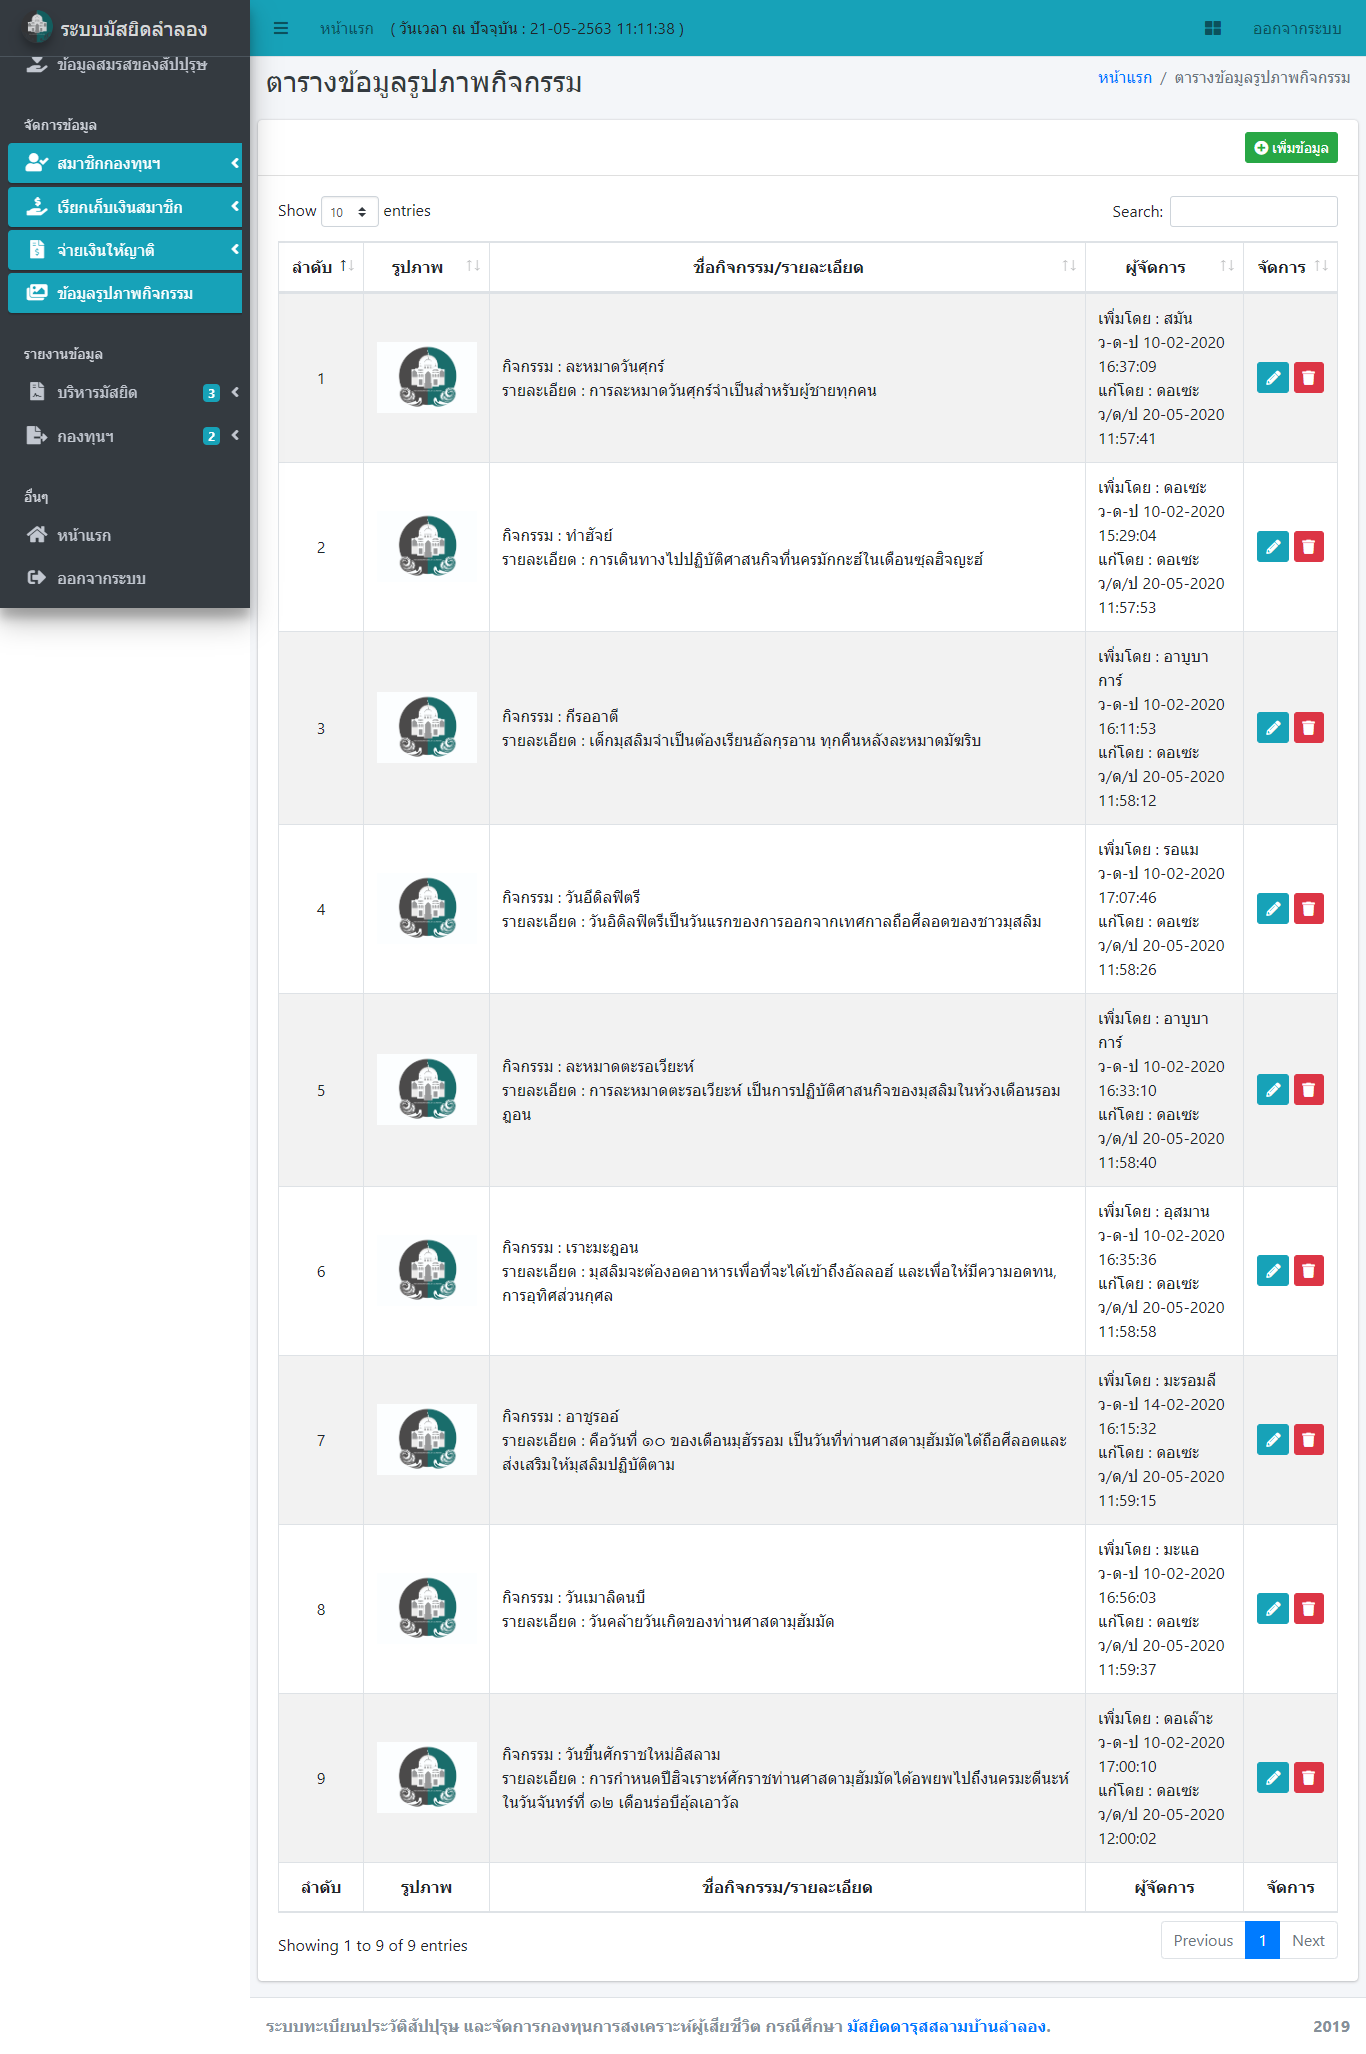 ระบบมัสยิดลำลอง
หน้าแรก ( วันเวลา ณ ปัจจุบัน : 21-05-2563 11:11:38 ) ออกจากระบบ
ข้อมูลสมรสของสัปปุรุษ
จัดการข้อมูล
สมาชิกกองทุนฯ
เรียกเก็บเงินสมาชิก
จ่ายเงินให้ญาติ
ข้อมูลรูปภาพกิจกรรม
รายงานข้อมูล
บริหารมัสยิด 3
กองทุนฯ 2
อื่นๆ
หน้าแรก
ออกจากระบบ
ตารางข้อมูลรูปภาพกิจกรรม
หน้าแรก / ตารางข้อมูลรูปภาพกิจกรรม
เพิ่มข้อมูล
Show 10 entries
Search:
ลำดับ รูปภาพ ชื่อกิจกรรม/รายละเอียด ผู้จัดการ จัดการ
1
กิจกรรม : ละหมาดวันศุกร์
รายละเอียด : การละหมาดวันศุกร์จำเป็นสำหรับผู้ชายทุกคน
เพิ่มโดย : สมัน
ว-ด-ป 10-02-2020
16:37:09
แก้โดย : ดอเซะ
ว/ด/ป 20-05-2020
11:57:41
2
กิจกรรม : ทำฮัจย์
รายละเอียด : การเดินทางไปปฏิบัติศาสนกิจที่นครมักกะฮ์ในเดือนซุลฮิจญะฮ์
เพิ่มโดย : ดอเซะ
ว-ด-ป 10-02-2020
15:29:04
แก้โดย : ดอเซะ
ว/ด/ป 20-05-2020
11:57:53
3
กิจกรรม : กีรออาตี
รายละเอียด : เด็กมุสลิมจำเป็นต้องเรียนอัลกุรอาน ทุกคืนหลังละหมาดมัฆริบ
เพิ่มโดย : อาบูบา
การ์
ว-ด-ป 10-02-2020
16:11:53
แก้โดย : ดอเซะ
ว/ด/ป 20-05-2020
11:58:12
4
กิจกรรม : วันอีดิลฟิตรี
รายละเอียด : วันอิดิลฟิตรีเป็นวันแรกของการออกจากเทศกาลถือศีลอดของชาวมุสลิม
เพิ่มโดย : รอแม
ว-ด-ป 10-02-2020
17:07:46
แก้โดย : ดอเซะ
ว/ด/ป 20-05-2020
11:58:26
5
กิจกรรม : ละหมาดตะรอเวียะห์
รายละเอียด : การละหมาดตะรอเวียะห์ เป็นการปฏิบัติศาสนกิจของมุสลิมในห้วงเดือนรอม
ฎอน
เพิ่มโดย : อาบูบา
การ์
ว-ด-ป 10-02-2020
16:33:10
แก้โดย : ดอเซะ
ว/ด/ป 20-05-2020
11:58:40
6
กิจกรรม : เราะมะฎอน
รายละเอียด : มุสลิมจะต้องอดอาหารเพื่อที่จะได้เข้าถึงอัลลอฮ์ และเพื่อให้มีความอดทน,
การอุทิศส่วนกุศล
เพิ่มโดย : อุสมาน
ว-ด-ป 10-02-2020
16:35:36
แก้โดย : ดอเซะ
ว/ด/ป 20-05-2020
11:58:58
7
กิจกรรม : อาชูรออ์
รายละเอียด : คือวันที่ ๑๐ ของเดือนมุฮัรรอม เป็นวันที่ท่านศาสดามุฮัมมัดได้ถือศีลอดและ
ส่งเสริมให้มุสลิมปฏิบัติตาม
เพิ่มโดย : มะรอมลี
ว-ด-ป 14-02-2020
16:15:32
แก้โดย : ดอเซะ
ว/ด/ป 20-05-2020
11:59:15
8
กิจกรรม : วันเมาลิดนบี
รายละเอียด : วันคล้ายวันเกิดของท่านศาสดามุฮัมมัด
เพิ่มโดย : มะแอ
ว-ด-ป 10-02-2020
16:56:03
แก้โดย : ดอเซะ
ว/ด/ป 20-05-2020
11:59:37
9
กิจกรรม : วันขึ้นศักราชใหม่อิสลาม
รายละเอียด : การกำหนดปีฮิจเราะห์ศักราชท่านศาสดามุฮัมมัดได้อพยพไปถึงนครมะดีนะห์
ในวันจันทร์ที่ ๑๒ เดือนร่อบีอุ้ลเอาวัล
เพิ่มโดย : ดอเล๊าะ
ว-ด-ป 10-02-2020
17:00:10
แก้โดย : ดอเซะ
ว/ด/ป 20-05-2020
12:00:02
ลำดับ รูปภาพ ชื่อกิจกรรม/รายละเอียด ผู้จัดการ จัดการ
Showing 1 to 9 of 9 entries
Previous 1 Next
ระบบทะเบียนประวัติสัปปุรุษ และจัดการกองทุนการสงเคราะห์ผู้เสียชีวิต กรณีศึกษา มัสยิดดารุสสลามบ้านลำลอง. 2019